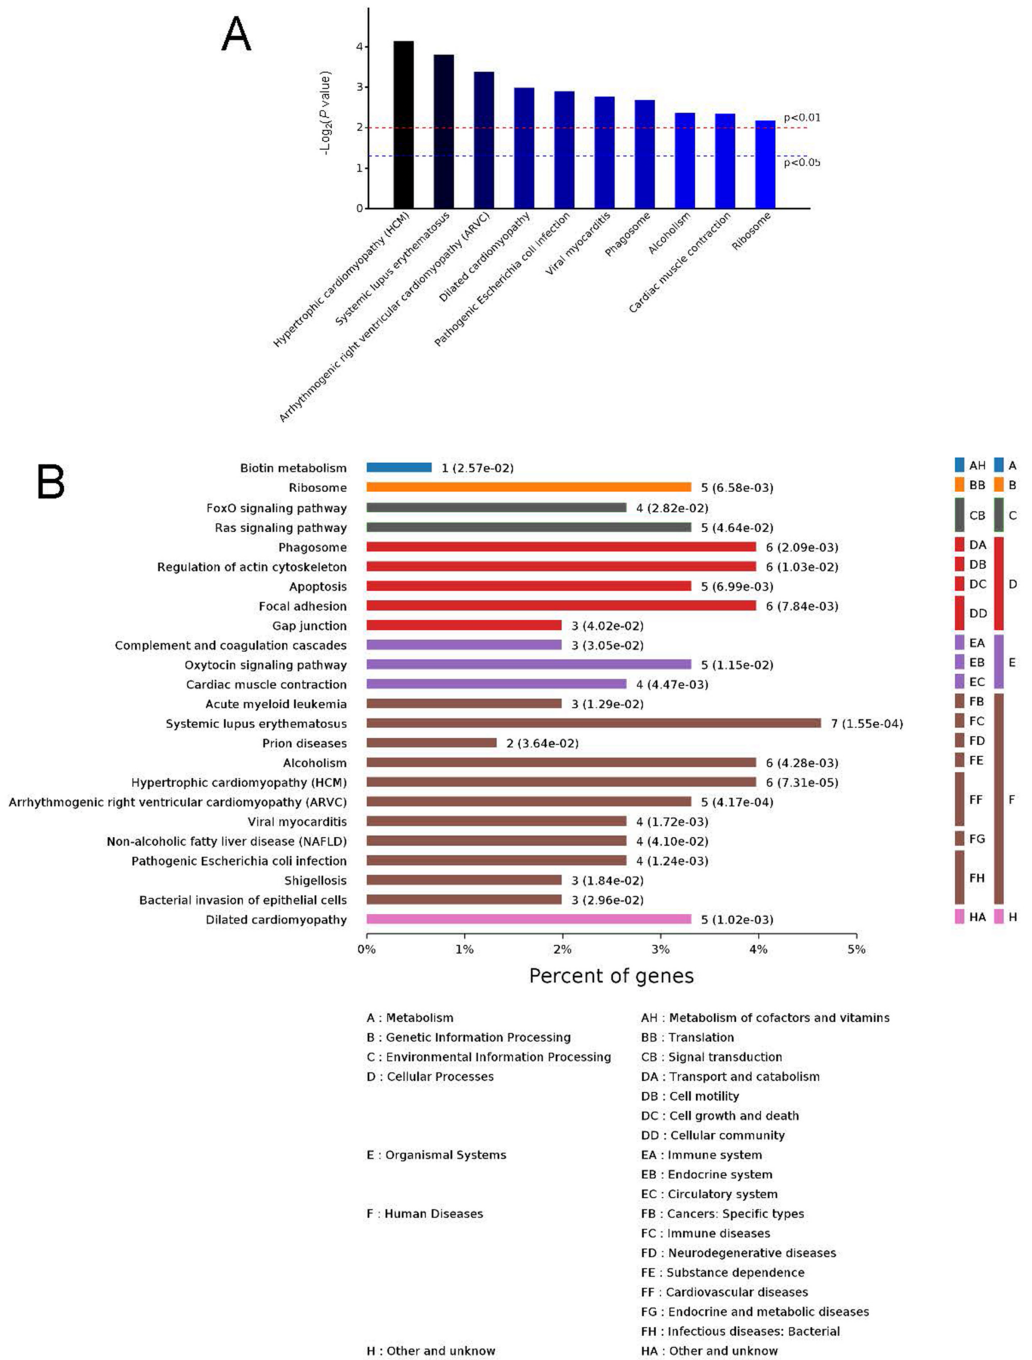 A
-Log₂(P value)
4
3
2
1
0
p<0.01
p<0.05
Hypertrophic cardiomyopathy (HCM)
Systemic lupus erythematosus
Arrhythmogenic right ventricular cardiomyopathy (ARVC)
Dilated cardiomyopathy
Pathogenic Escherichia coli infection
Viral myocarditis
Phagosome
Alcoholism
Cardiac muscle contraction
Ribosome
B
Biotin metabolism 1 (2.57e-02)
Ribosome 5 (6.58e-03)
FoxO signaling pathway 4 (2.82e-02)
Ras signaling pathway 5 (4.64e-02)
Phagosome 6 (2.09e-03)
Regulation of actin cytoskeleton 6 (1.03e-02)
Apoptosis 5 (6.99e-03)
Focal adhesion 6 (7.84e-03)
Gap junction 3 (4.02e-02)
Complement and coagulation cascades 3 (3.05e-02)
Oxytocin signaling pathway 5 (1.15e-02)
Cardiac muscle contraction 4 (4.47e-03)
Acute myeloid leukemia 3 (1.29e-02)
Systemic lupus erythematosus 7 (1.55e-04)
Prion diseases 2 (3.64e-02)
Alcoholism 6 (4.28e-03)
Hypertrophic cardiomyopathy (HCM) 6 (7.31e-05)
Arrhythmogenic right ventricular cardiomyopathy (ARVC) 5 (4.17e-04)
Viral myocarditis 4 (1.72e-03)
Non-alcoholic fatty liver disease (NAFLD) 4 (4.10e-02)
Pathogenic Escherichia coli infection 4 (1.24e-03)
Shigellosis 3 (1.84e-02)
Bacterial invasion of epithelial cells 3 (2.96e-02)
Dilated cardiomyopathy 5 (1.02e-03)
AH A
BB B
CB C
DA
DB
DC D
DD
EA
EB E
EC
FB
FC
FD
FE
FF F
FG
FH
HA H
0% 1% 2% 3% 4% 5%
Percent of genes
A : Metabolism AH : Metabolism of cofactors and vitamins
B : Genetic Information Processing BB : Translation
C : Environmental Information Processing CB : Signal transduction
D : Cellular Processes DA : Transport and catabolism
DB : Cell motility
DC : Cell growth and death
DD : Cellular community
E : Organismal Systems EA : Immune system
EB : Endocrine system
EC : Circulatory system
F : Human Diseases FB : Cancers: Specific types
FC : Immune diseases
FD : Neurodegenerative diseases
FE : Substance dependence
FF : Cardiovascular diseases
FG : Endocrine and metabolic diseases
FH : Infectious diseases: Bacterial
H : Other and unknow HA : Other and unknow